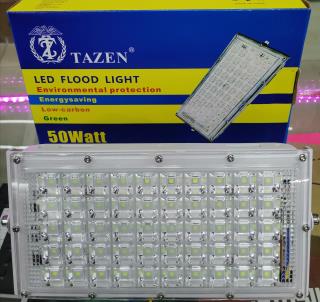 TAZEN®
LED FLOOD LIGHT
Environmental protection
Energysaving
Low-carbon
Green
50Watt